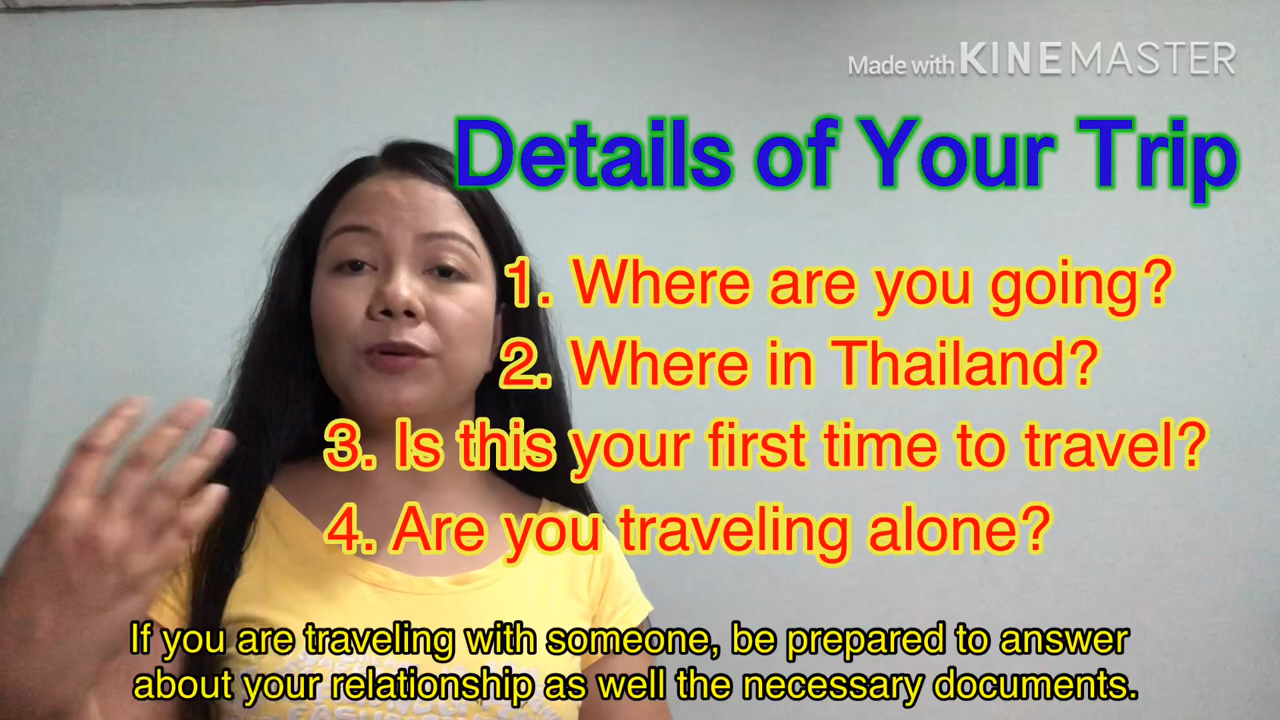 Made with KINEMASTER
Details of Your Trip
1. Where are you going?
2. Where in Thailand?
3. Is this your first time to travel?
4. Are you traveling alone?
If you are traveling with someone, be prepared to answer
about your relationship as well the necessary documents.